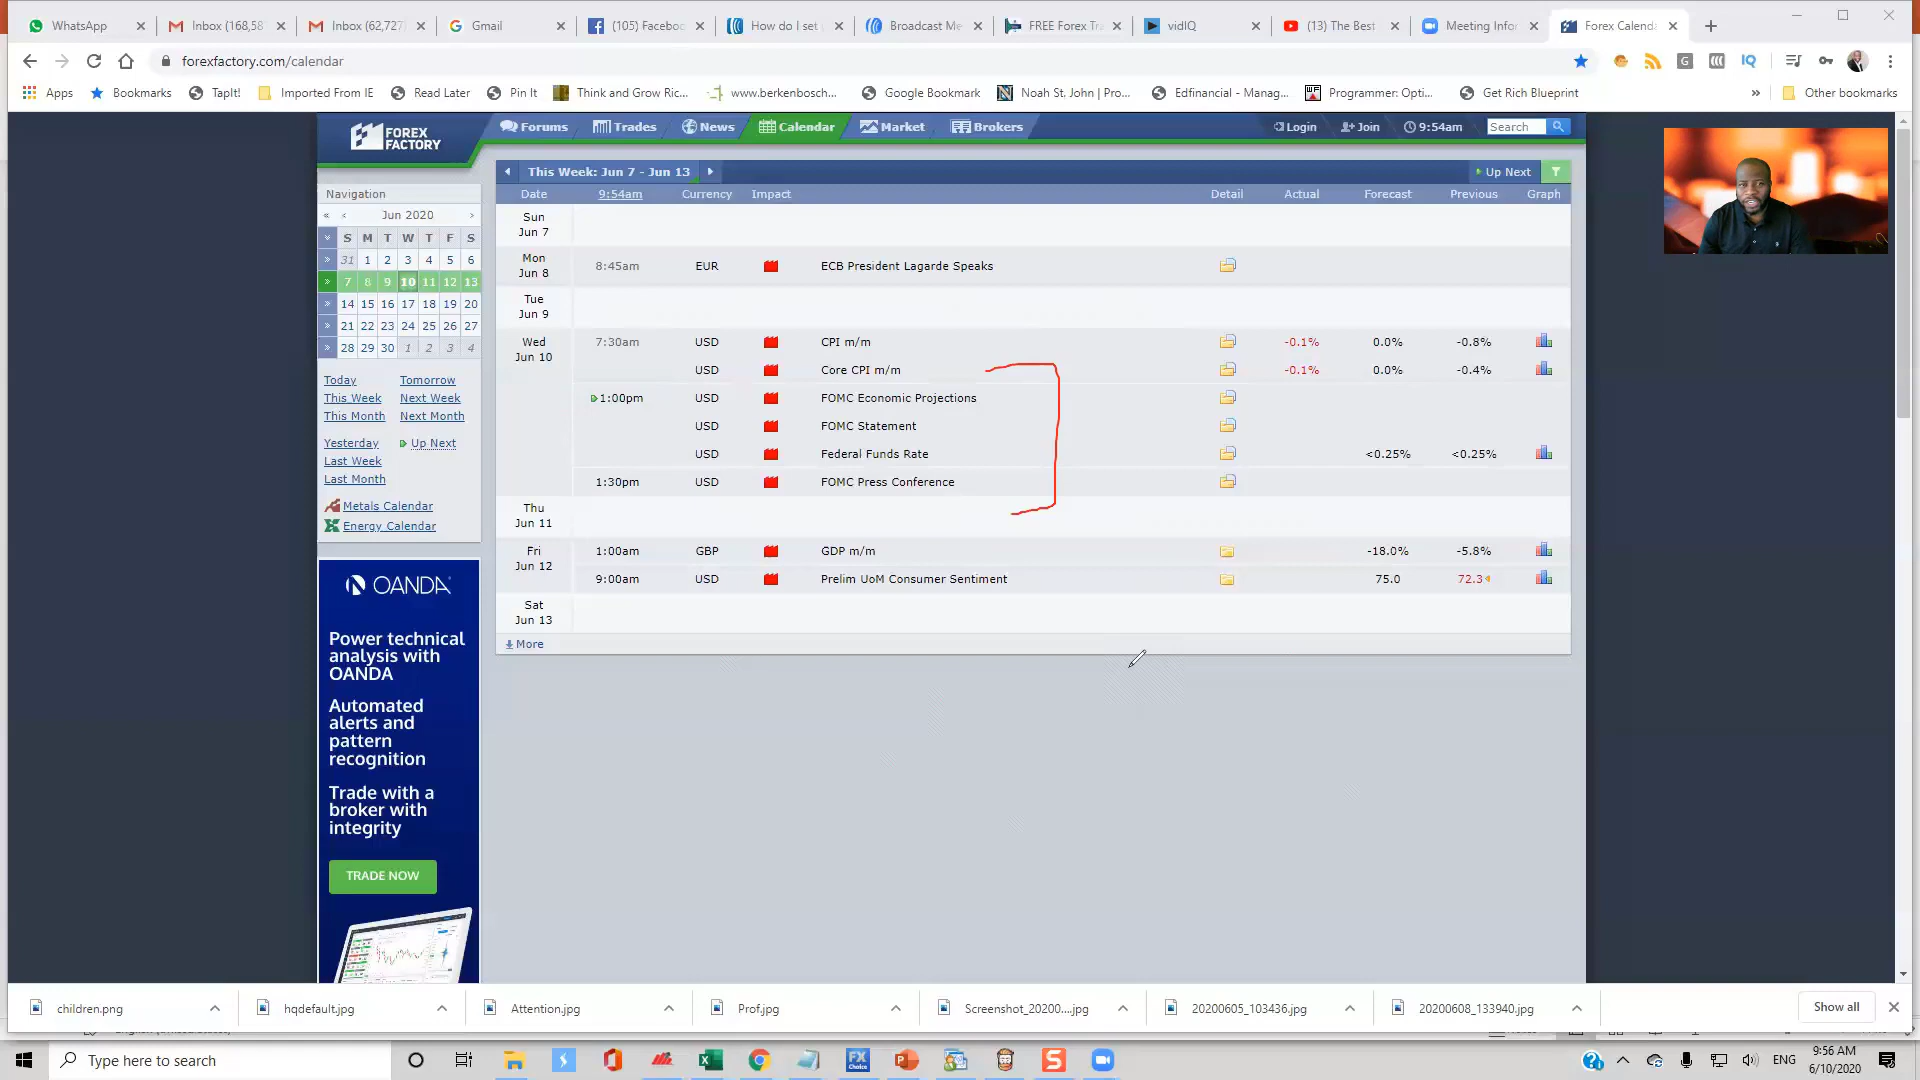 WhatsApp
Inbox (168,58
Inbox (62,727)
Gmail
(105) Faceboo
How do I set
Broadcast Me
FREE Forex Tra
vidIQ
(13) The Best
Meeting Info
Forex Calenda
forexfactory.com/calendar
Apps
Bookmarks
TapIt!
Imported From IE
Read Later
Pin It
Think and Grow Ric...
www.berkenbosch...
Google Bookmark
Noah St. John | Pro...
Edfinancial - Manag...
Programmer: Opti...
Get Rich Blueprint
»
Other bookmarks
FOREX
FACTORY
Forums
Trades
News
Calendar
Market
Brokers
Login
Join
9:54am
Search
Navigation
« ‹ Jun 2020 ›
S M T W T F S
» 31 1 2 3 4 5 6
» 7 8 9 10 11 12 13
» 14 15 16 17 18 19 20
» 21 22 23 24 25 26 27
» 28 29 30 1 2 3 4
Today Tomorrow
This Week Next Week
This Month Next Month
Yesterday Up Next
Last Week
Last Month
Metals Calendar
Energy Calendar
OANDA
Power technical
analysis with
OANDA
Automated
alerts and
pattern
recognition
Trade with a
broker with
integrity
TRADE NOW
This Week: Jun 7 - Jun 13
Up Next
Date 9:54am Currency Impact Detail Actual Forecast Previous Graph
Sun
Jun 7
Mon
Jun 8
8:45am EUR ECB President Lagarde Speaks
Tue
Jun 9
Wed
Jun 10
7:30am USD CPI m/m -0.1% 0.0% -0.8%
USD Core CPI m/m -0.1% 0.0% -0.4%
1:00pm USD FOMC Economic Projections
USD FOMC Statement
USD Federal Funds Rate <0.25% <0.25%
1:30pm USD FOMC Press Conference
Thu
Jun 11
Fri
Jun 12
1:00am GBP GDP m/m -18.0% -5.8%
9:00am USD Prelim UoM Consumer Sentiment 75.0 72.3
Sat
Jun 13
More
children.png
hqdefault.jpg
Attention.jpg
Prof.jpg
Screenshot_20200....jpg
20200605_103436.jpg
20200608_133940.jpg
Show all
Type here to search
FX
Choice
ENG
9:56 AM
6/10/2020